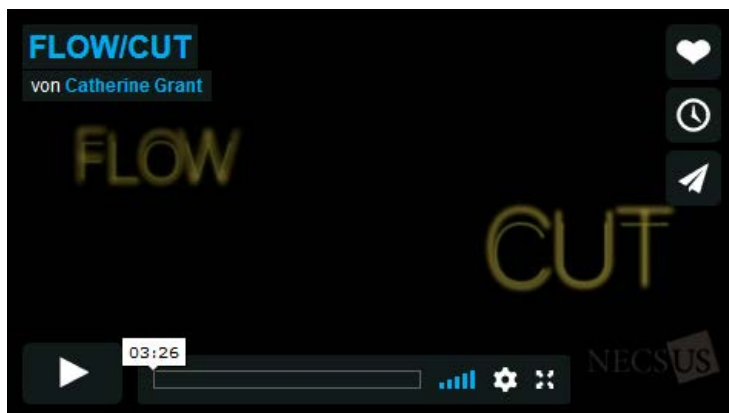 FLOW/CUT
von Catherine Grant
FLOW
CUT
03:26
NECSUS